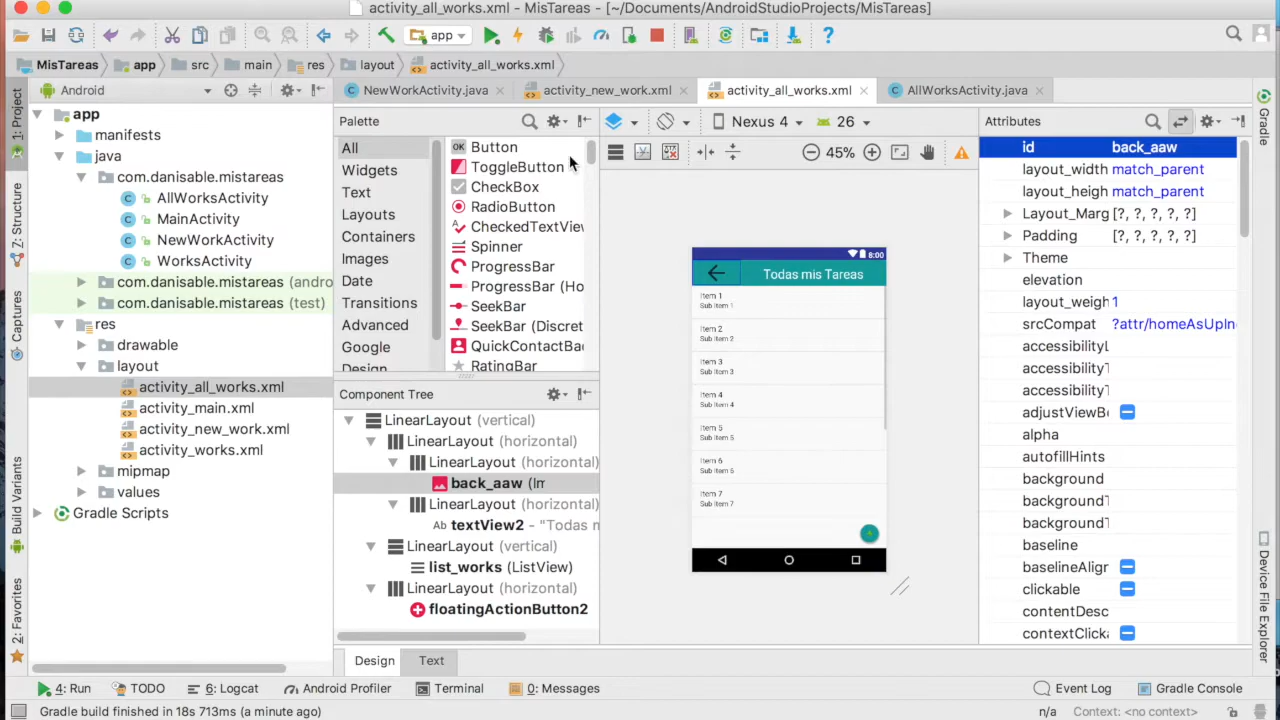 activity_all_works.xml - MisTareas - [~/Documents/AndroidStudioProjects/MisTareas]
app
MisTareas
app
src
main
res
layout
activity_all_works.xml
1: Project
Z: Structure
Captures
Build Variants
2: Favorites
Android
app
manifests
java
com.danisable.mistareas
AllWorksActivity
MainActivity
NewWorkActivity
WorksActivity
com.danisable.mistareas (andro
com.danisable.mistareas (test)
res
drawable
layout
activity_all_works.xml
activity_main.xml
activity_new_work.xml
activity_works.xml
mipmap
values
Gradle Scripts
NewWorkActivity.java
activity_new_work.xml
activity_all_works.xml
AllWorksActivity.java
Palette
All
Widgets
Text
Layouts
Containers
Images
Date
Transitions
Advanced
Google
Design
OK Button
ToggleButton
CheckBox
RadioButton
CheckedTextView
Spinner
ProgressBar
ProgressBar (Ho
SeekBar
SeekBar (Discret
QuickContactBa
RatingBar
Component Tree
LinearLayout (vertical)
LinearLayout (horizontal)
LinearLayout (horizontal)
back_aaw (Im
LinearLayout (horizontal)
Ab textView2 - "Todas m
LinearLayout (vertical)
list_works (ListView)
LinearLayout (horizontal)
floatingActionButton2
Design
Text
Nexus 4
26
45%
8:00
Todas mis Tareas
Item 1
Sub Item 1
Item 2
Sub Item 2
Item 3
Sub Item 3
Item 4
Sub Item 4
Item 5
Sub Item 5
Item 6
Sub Item 6
Item 7
Sub Item 7
Attributes
id back_aaw
layout_width match_parent
layout_heigh match_parent
Layout_Marg [?, ?, ?, ?, ?]
Padding [?, ?, ?, ?, ?]
Theme
elevation
layout_weigh 1
srcCompat ?attr/homeAsUpIn
accessibilityL
accessibilityT
accessibilityT
adjustViewBo
alpha
autofillHints
background
backgroundT
backgroundT
baseline
baselineAlign
clickable
contentDesc
contextClicka
Gradle
Device File Explorer
4: Run
TODO
6: Logcat
Android Profiler
Terminal
0: Messages
Event Log
Gradle Console
Gradle build finished in 18s 713ms (a minute ago)
n/a
Context: <no context>